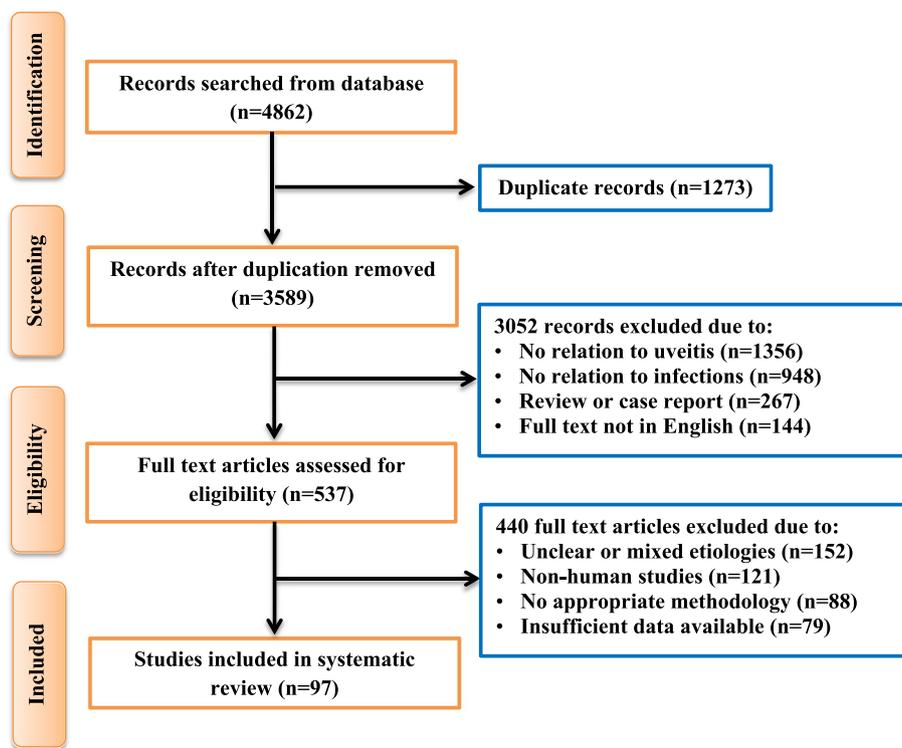 Identification
Records searched from database
(n=4862)
Duplicate records (n=1273)
Screening
Records after duplication removed
(n=3589)
3052 records excluded due to:
• No relation to uveitis (n=1356)
• No relation to infections (n=948)
• Review or case report (n=267)
• Full text not in English (n=144)
Eligibility
Full text articles assessed for
eligibility (n=537)
440 full text articles excluded due to:
• Unclear or mixed etiologies (n=152)
• Non-human studies (n=121)
• No appropriate methodology (n=88)
• Insufficient data available (n=79)
Included
Studies included in systematic
review (n=97)